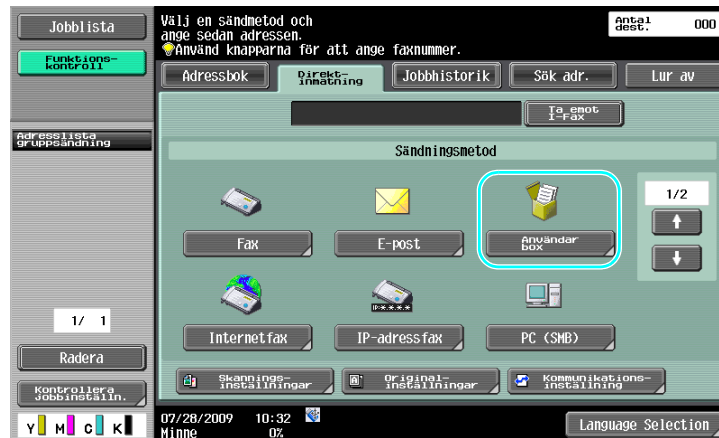 Jobblista
Välj en sändmetod och
ange sedan adressen.
Använd knapparna för att ange faxnummer.
Antal
dest.
000
Funktions-
kontroll
Adressbok
Direkt-
inmatning
Jobbhistorik
Sök adr.
Lur av
Ta emot
I-Fax
Adresslista
gruppsändning
Sändningsmetod
1/2
Fax
E-post
Användar
box
IP*.*.*.*
Internetfax
IP-adressfax
PC (SMB)
1/ 1
Radera
Kontrollera
Jobbinställn.
Skannings-
inställningar
Original-
inställningar
Kommunikations-
inställning
Y M C K
07/28/2009 10:32
Minne 0%
Language Selection